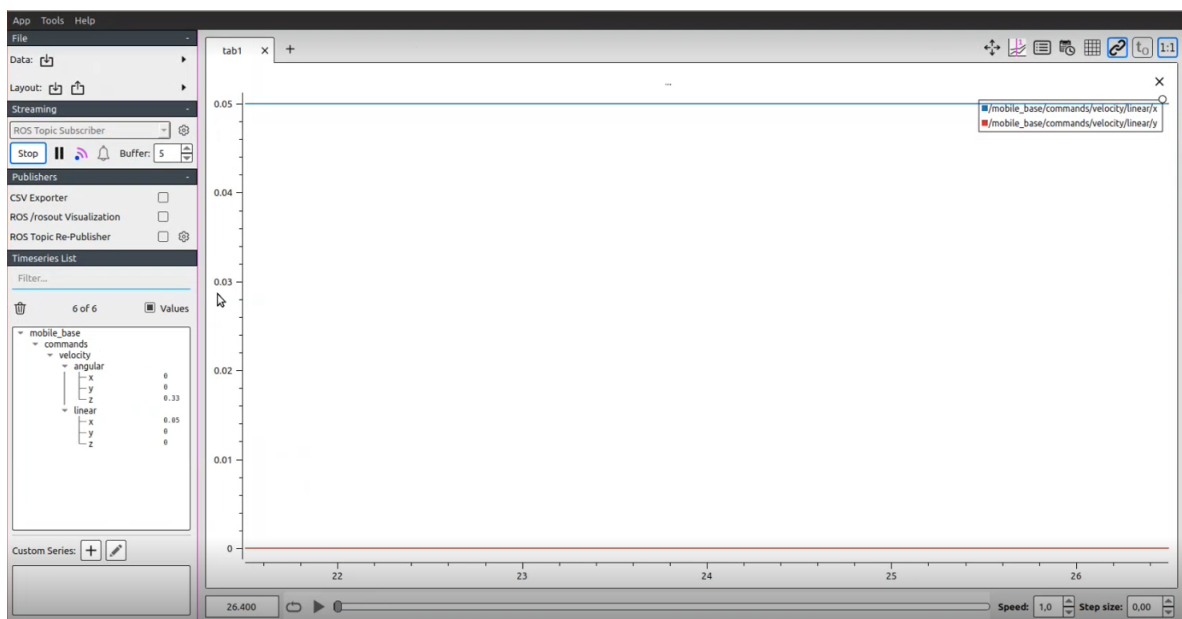 App Tools Help
File -
Data:
Layout:
Streaming -
ROS Topic Subscriber
Stop Buffer: 5
Publishers -
CSV Exporter
ROS /rosout Visualization
ROS Topic Re-Publisher
Timeseries List
Filter...
6 of 6 Values
mobile_base
commands
velocity
angular
x 0
y 0
z 0.33
linear
x 0.05
y 0
z 0
Custom Series: +
tab1 × +
t0 1:1
...
/mobile_base/commands/velocity/linear/x
/mobile_base/commands/velocity/linear/y
0.05
0.04
0.03
0.02
0.01
0
22 23 24 25 26
26.400 Speed: 1,0 Step size: 0,00